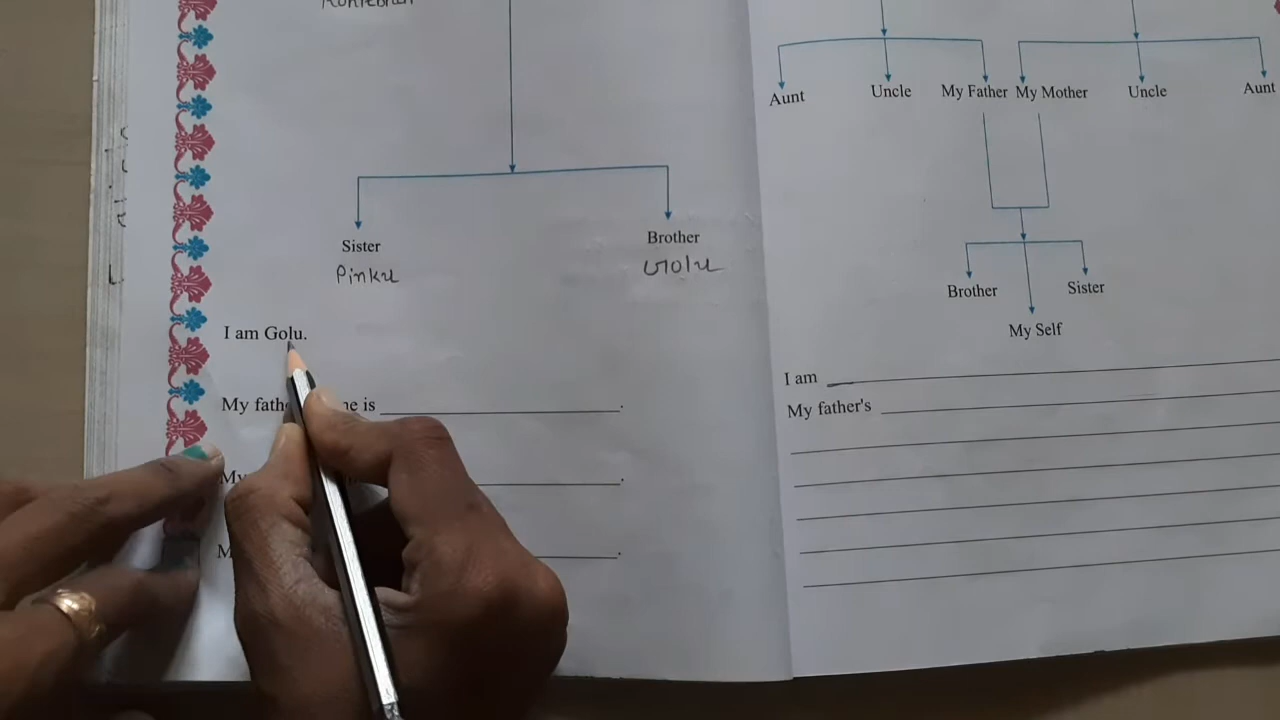 Sister
Brother
Pinku
Golu
I am Golu.
is
.
My
.
.
Aunt Uncle My Father My Mother Uncle Aunt
Brother Sister
My Self
I am
My father's